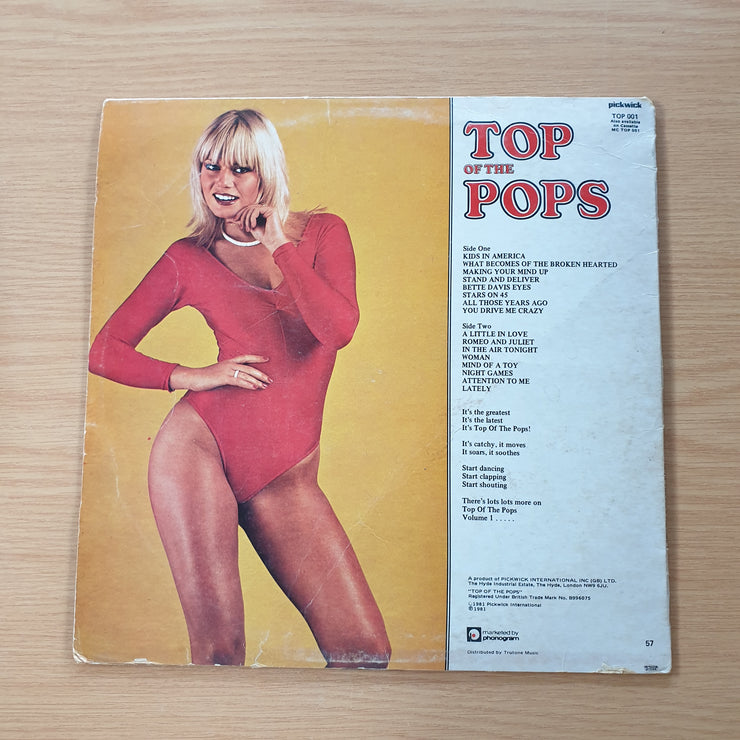 pickwick
TOP 001
Also available
on Cassette
MC TOP 001
TOP
OF THE
POPS
Side One
KIDS IN AMERICA
WHAT BECOMES OF THE BROKEN HEARTED
MAKING YOUR MIND UP
STAND AND DELIVER
BETTE DAVIS EYES
STARS ON 45
ALL THOSE YEARS AGO
YOU DRIVE ME CRAZY
Side Two
A LITTLE IN LOVE
ROMEO AND JULIET
IN THE AIR TONIGHT
WOMAN
MIND OF A TOY
NIGHT GAMES
ATTENTION TO ME
LATELY
It's the greatest
It's the latest
It's Top Of The Pops!
It's catchy, it moves
It soars, it soothes
Start dancing
Start clapping
Start shouting
There's lots lots more on
Top Of The Pops
Volume 1 . . . . .
A product of PICKWICK INTERNATIONAL INC (GB) LTD.
The Hyde Industrial Estate, The Hyde, London NW9 6JU.
"TOP OF THE POPS"
Registered Under British Trade Mark No. B996075
©1981 Pickwick International
℗1981
marketed by
phonogram
57
Distributed by Trutone Music